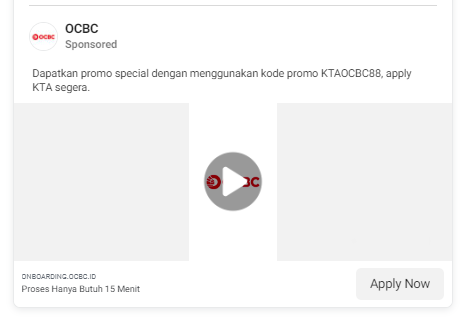 OCBC
OCBC
Sponsored
Dapatkan promo special dengan menggunakan kode promo KTAOCBC88, apply
KTA segera.
ONBOARDING.OCBC.ID
Proses Hanya Butuh 15 Menit
Apply Now